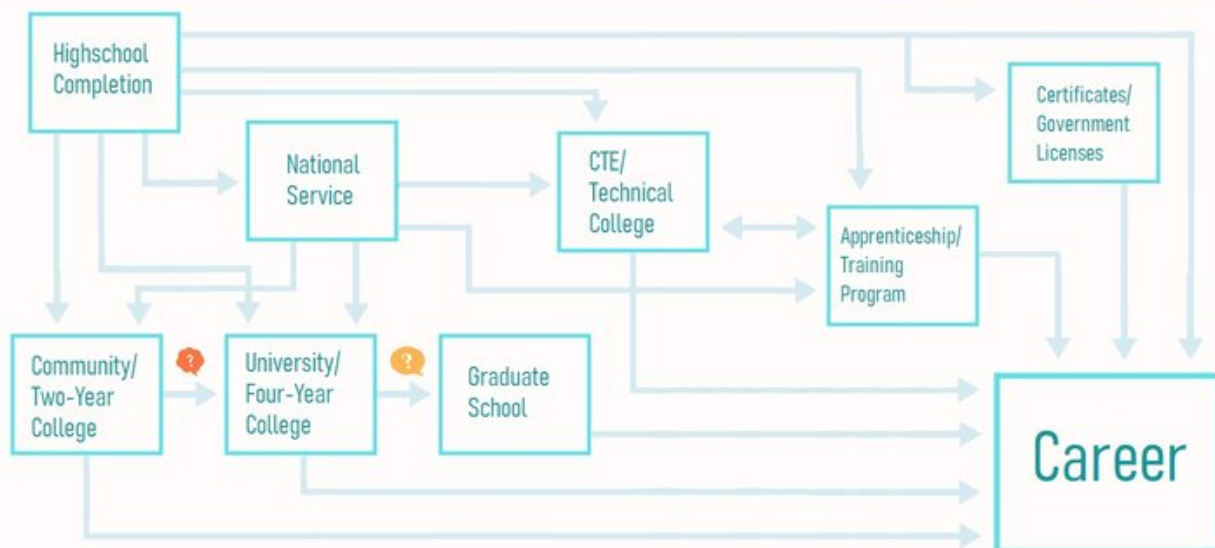 Highschool
Completion
National
Service
CTE/
Technical
College
Certificates/
Government
Licenses
Apprenticeship/
Training
Program
Community/
Two-Year
College
?
University/
Four-Year
College
?
Graduate
School
Career